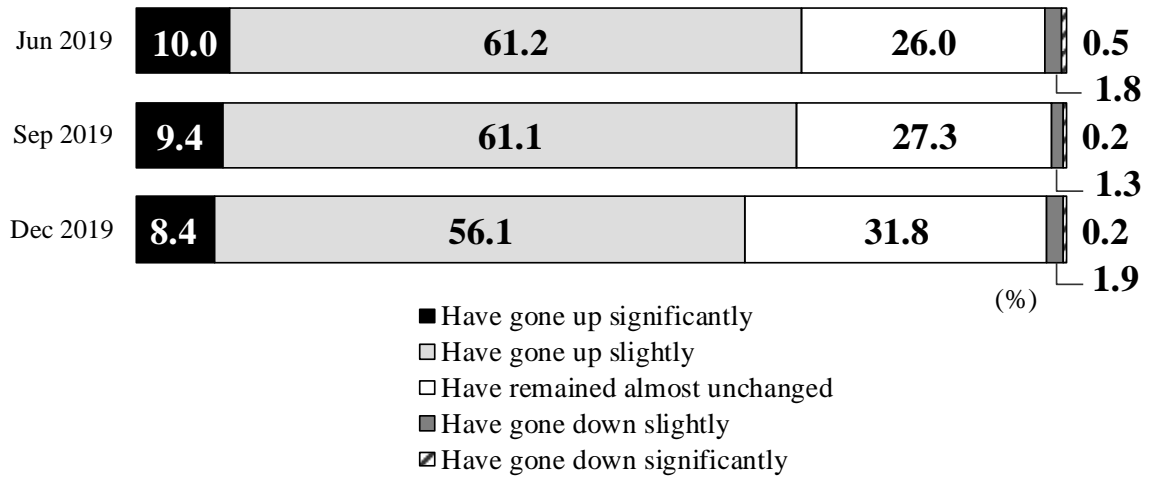 Jun 2019 10.0 61.2 26.0 0.5
1.8
Sep 2019 9.4 61.1 27.3 0.2
1.3
Dec 2019 8.4 56.1 31.8 0.2
1.9
(%)
Have gone up significantly
Have gone up slightly
Have remained almost unchanged
Have gone down slightly
Have gone down significantly